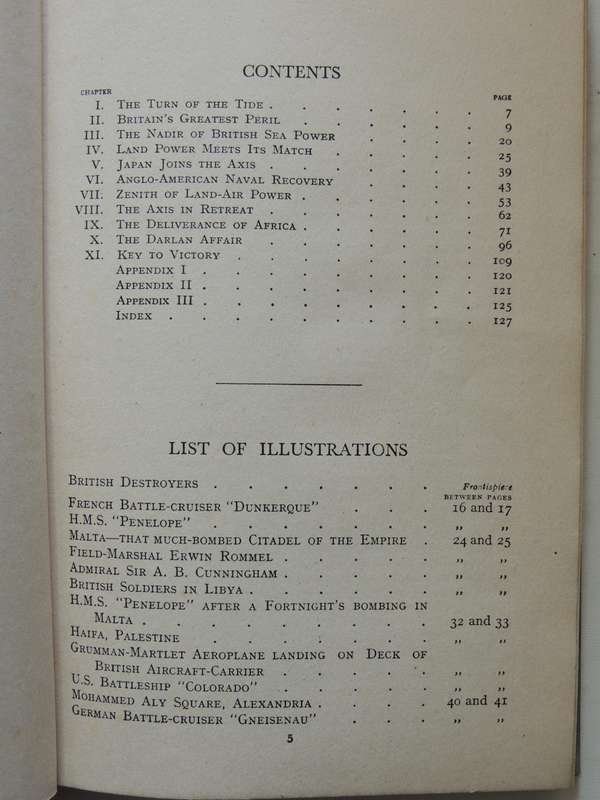 CONTENTS
CHAPTER PAGE
I. The Turn of the Tide . . . . . . . 7
II. Britain's Greatest Peril . . . . . . 9
III. The Nadir of British Sea Power . . . . 20
IV. Land Power Meets Its Match . . . . . 25
V. Japan Joins the Axis . . . . . . . 39
VI. Anglo-American Naval Recovery . . . . 43
VII. Zenith of Land-Air Power . . . . . . 53
VIII. The Axis in Retreat . . . . . . . 62
IX. The Deliverance of Africa . . . . . . 71
X. The Darlan Affair . . . . . . . 96
XI. Key to Victory . . . . . . . . 109
Appendix I . . . . . . . . . 120
Appendix II . . . . . . . . . 121
Appendix III . . . . . . . . . 125
Index . . . . . . . . . . 127
LIST OF ILLUSTRATIONS
British Destroyers . . . . . . . Frontispiece
BETWEEN PAGES
French Battle-cruiser "Dunkerque" . . . 16 and 17
H.M.S. "Penelope" . . . . . . . „ „
Malta—that much-bombed Citadel of the Empire . 24 and 25
Field-Marshal Erwin Rommel . . . . . „ „
Admiral Sir A. B. Cunningham . . . . . „ „
British Soldiers in Libya . . . . . . „ „
H.M.S. "Penelope" after a Fortnight's bombing in
Malta . . . . . . . . . 32 and 33
Haifa, Palestine . . . . . . . „ „
Grumman-Martlet Aeroplane landing on Deck of
British Aircraft-Carrier . . . . . „ „
U.S. Battleship "Colorado" . . . . . „ „
Mohammed Aly Square, Alexandria . . . . 40 and 41
German Battle-cruiser "Gneisenau" . . . „ „
5